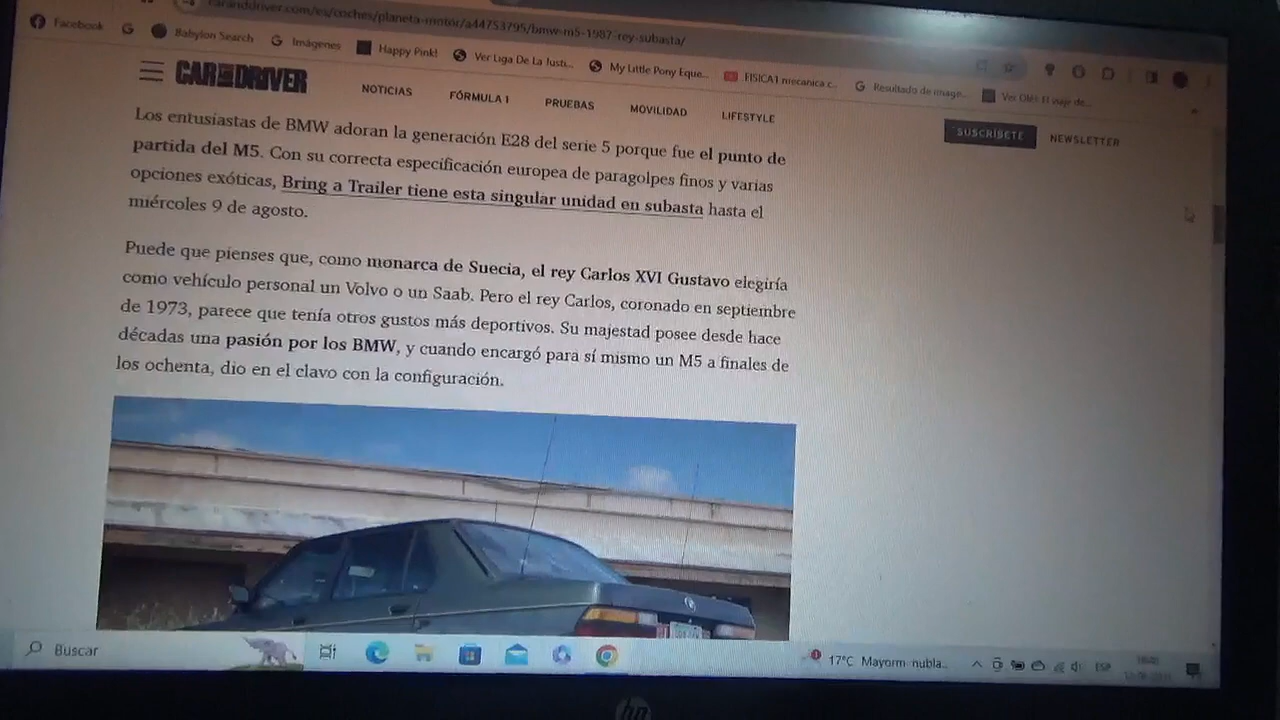 caranddriver.com/es/coches/planeta-motor/a44753795/bmw-m5-1987-rey-subasta/
Facebook
Babylon Search
Imágenes
Happy Pink!
Ver Liga De La Justi...
My Little Pony Eque...
FISICA1 mecanica c...
Resultado de image...
CAR AND DRIVER
NOTICIAS
FÓRMULA 1
PRUEBAS
MOVILIDAD
LIFESTYLE
SUSCRÍBETE
NEWSLETTER
Los entusiastas de BMW adoran la generación E28 del serie 5 porque fue el punto de
partida del M5. Con su correcta especificación europea de paragolpes finos y varias
opciones exóticas, Bring a Trailer tiene esta singular unidad en subasta hasta el
miércoles 9 de agosto.
Puede que pienses que, como monarca de Suecia, el rey Carlos XVI Gustavo elegiría
como vehículo personal un Volvo o un Saab. Pero el rey Carlos, coronado en septiembre
de 1973, parece que tenía otros gustos más deportivos. Su majestad posee desde hace
décadas una pasión por los BMW, y cuando encargó para sí mismo un M5 a finales de
los ochenta, dio en el clavo con la configuración.
Buscar
17°C Mayorm. nubla...
ESP
hp